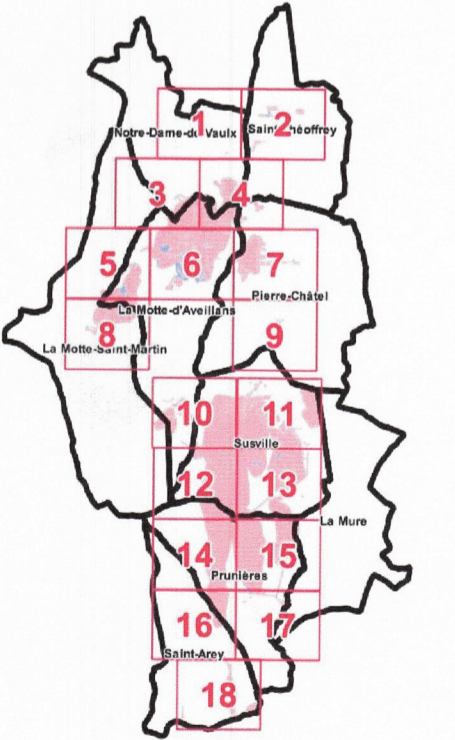 1
2
Notre-Dame-de-Vaulx
Saint-Théoffrey
3
4
5
6
7
Pierre-Châtel
La Motte-d'Aveillans
8
9
La Motte-Saint-Martin
10
11
Susville
12
13
La Mure
14
15
Prunières
16
17
Saint-Arey
18